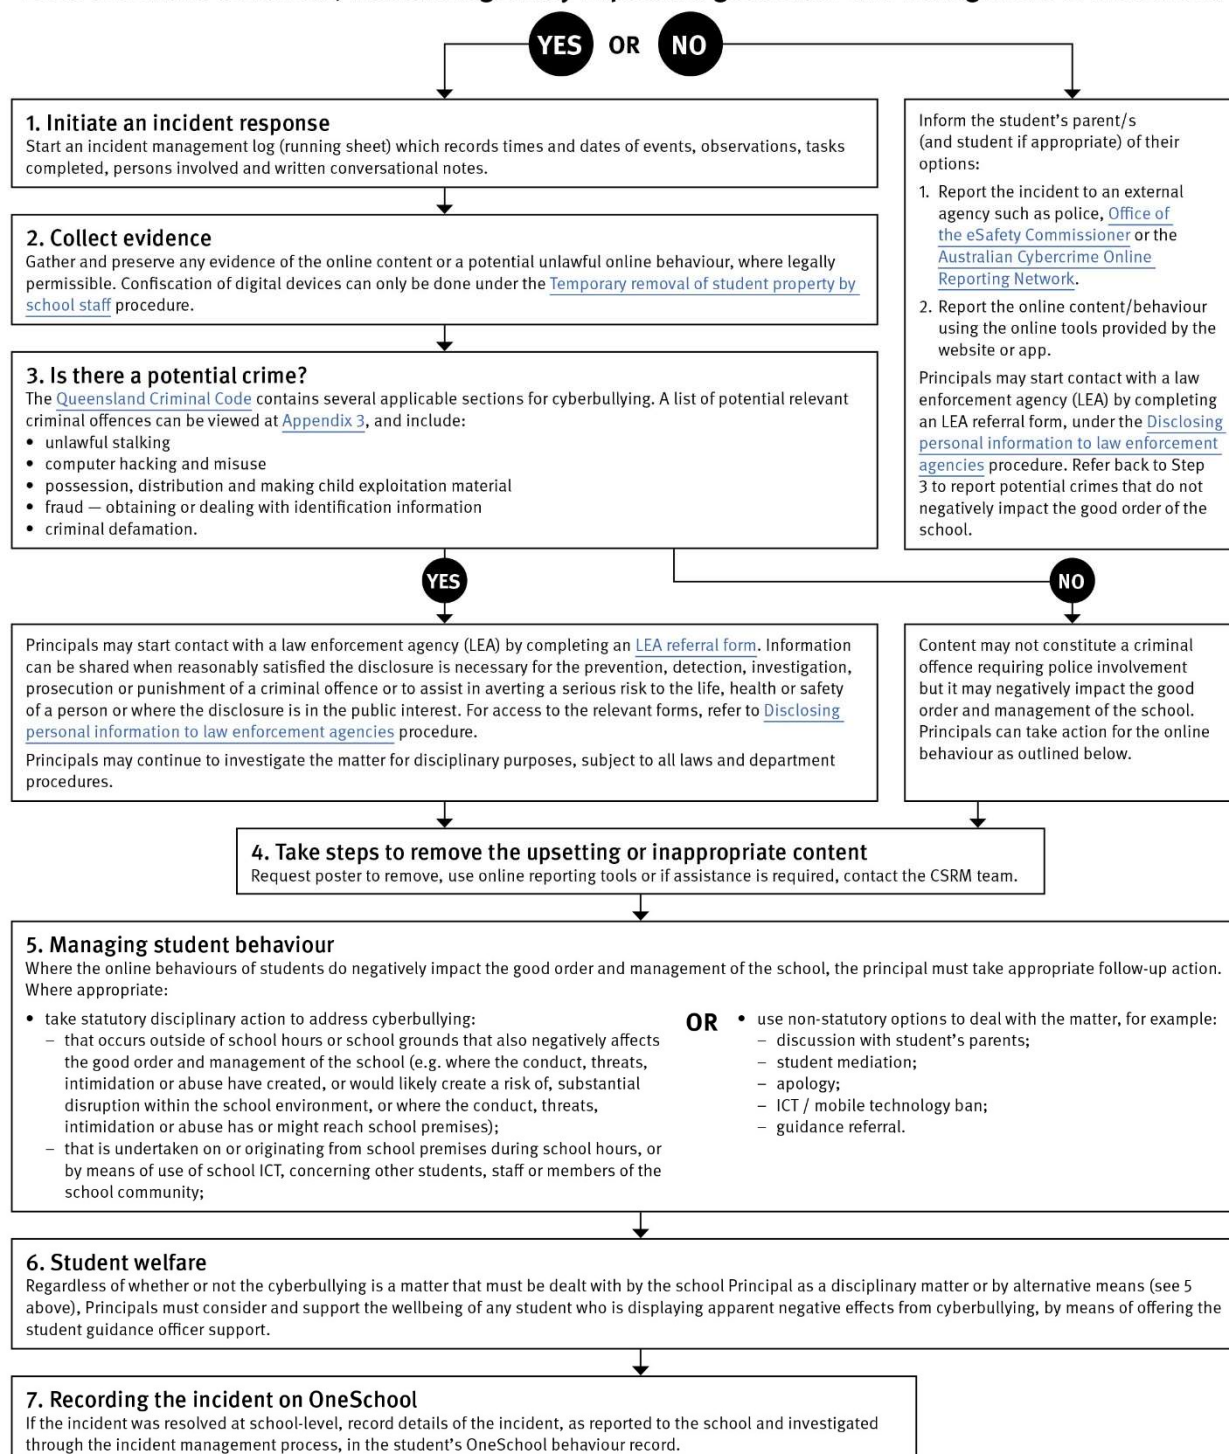 YES OR NO
1. Initiate an incident response
Start an incident management log (running sheet) which records times and dates of events, observations, tasks
completed, persons involved and written conversational notes.
2. Collect evidence
Gather and preserve any evidence of the online content or a potential unlawful online behaviour, where legally
permissible. Confiscation of digital devices can only be done under the Temporary removal of student property by
school staff procedure.
3. Is there a potential crime?
The Queensland Criminal Code contains several applicable sections for cyberbullying. A list of potential relevant
criminal offences can be viewed at Appendix 3, and include:
• unlawful stalking
• computer hacking and misuse
• possession, distribution and making child exploitation material
• fraud — obtaining or dealing with identification information
• criminal defamation.
Inform the student's parent/s
(and student if appropriate) of their
options:
1. Report the incident to an external
agency such as police, Office of
the eSafety Commissioner or the
Australian Cybercrime Online
Reporting Network.
2. Report the online content/behaviour
using the online tools provided by the
website or app.
Principals may start contact with a law
enforcement agency (LEA) by completing
an LEA referral form, under the Disclosing
personal information to law enforcement
agencies procedure. Refer back to Step
3 to report potential crimes that do not
negatively impact the good order of the
school.
YES
NO
Principals may start contact with a law enforcement agency (LEA) by completing an LEA referral form. Information
can be shared when reasonably satisfied the disclosure is necessary for the prevention, detection, investigation,
prosecution or punishment of a criminal offence or to assist in averting a serious risk to the life, health or safety
of a person or where the disclosure is in the public interest. For access to the relevant forms, refer to Disclosing
personal information to law enforcement agencies procedure.
Principals may continue to investigate the matter for disciplinary purposes, subject to all laws and department
procedures.
Content may not constitute a criminal
offence requiring police involvement
but it may negatively impact the good
order and management of the school.
Principals can take action for the online
behaviour as outlined below.
4. Take steps to remove the upsetting or inappropriate content
Request poster to remove, use online reporting tools or if assistance is required, contact the CSRM team.
5. Managing student behaviour
Where the online behaviours of students do negatively impact the good order and management of the school, the principal must take appropriate follow-up action.
Where appropriate:
• take statutory disciplinary action to address cyberbullying:
– that occurs outside of school hours or school grounds that also negatively affects
the good order and management of the school (e.g. where the conduct, threats,
intimidation or abuse have created, or would likely create a risk of, substantial
disruption within the school environment, or where the conduct, threats,
intimidation or abuse has or might reach school premises);
– that is undertaken on or originating from school premises during school hours, or
by means of use of school ICT, concerning other students, staff or members of the
school community;
OR
• use non-statutory options to deal with the matter, for example:
– discussion with student's parents;
– student mediation;
– apology;
– ICT / mobile technology ban;
– guidance referral.
6. Student welfare
Regardless of whether or not the cyberbullying is a matter that must be dealt with by the school Principal as a disciplinary matter or by alternative means (see 5
above), Principals must consider and support the wellbeing of any student who is displaying apparent negative effects from cyberbullying, by means of offering the
student guidance officer support.
7. Recording the incident on OneSchool
If the incident was resolved at school-level, record details of the incident, as reported to the school and investigated
through the incident management process, in the student's OneSchool behaviour record.